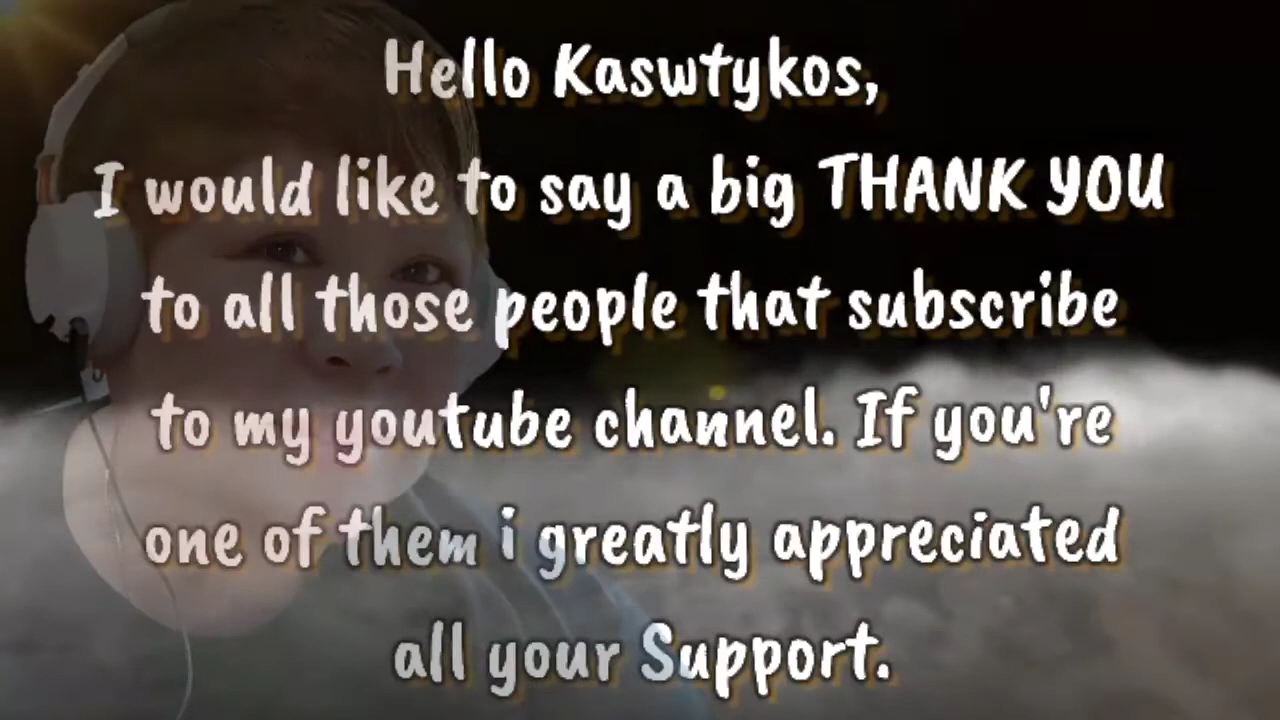 Hello Kaswtykos,
I would like to say a big THANK YOU
to all those people that subscribe
to my youtube channel. If you're
one of them i greatly appreciated
all your Support.